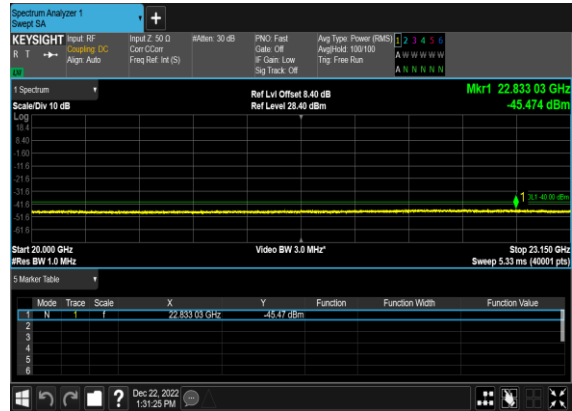 Spectrum Analyzer 1
Swept SA
+
KEYSIGHT Input: RF Input Z: 50 Ω #Atten: 30 dB PNO: Fast Avg Type: Power (RMS) 1 2 3 4 5 6
R T Coupling: DC Corr CCorr Gate: Off Avg|Hold: 100/100 A W W W W W
Align: Auto Freq Ref: Int (S) IF Gain: Low Trig: Free Run
Sig Track: Off A N N N N N
1 Spectrum Ref Lvl Offset 8.40 dB Mkr1 22.833 03 GHz
Scale/Div 10 dB Ref Level 28.40 dBm -45.474 dBm
Log
18.4
8.40
-1.60
-11.6
-21.6
-31.6
1 DL1 -40.00 dBm
-41.6
-51.6
-61.6
Start 20.000 GHz Video BW 3.0 MHz* Stop 23.150 GHz
#Res BW 1.0 MHz Sweep 5.33 ms (40001 pts)
5 Marker Table
Mode Trace Scale X Y Function Function Width Function Value
1 N 1 f 22.833 03 GHz -45.47 dBm
2
3
4
5
6
? Dec 22, 2022
1:31:25 PM